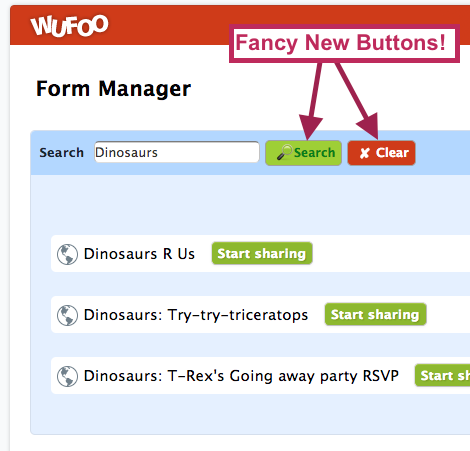 WUFOO
Fancy New Buttons!
Form Manager
Search Dinosaurs Search ✘ Clear
Dinosaurs R Us Start sharing
Dinosaurs: Try-try-triceratops Start sharing
Dinosaurs: T-Rex's Going away party RSVP Start sh